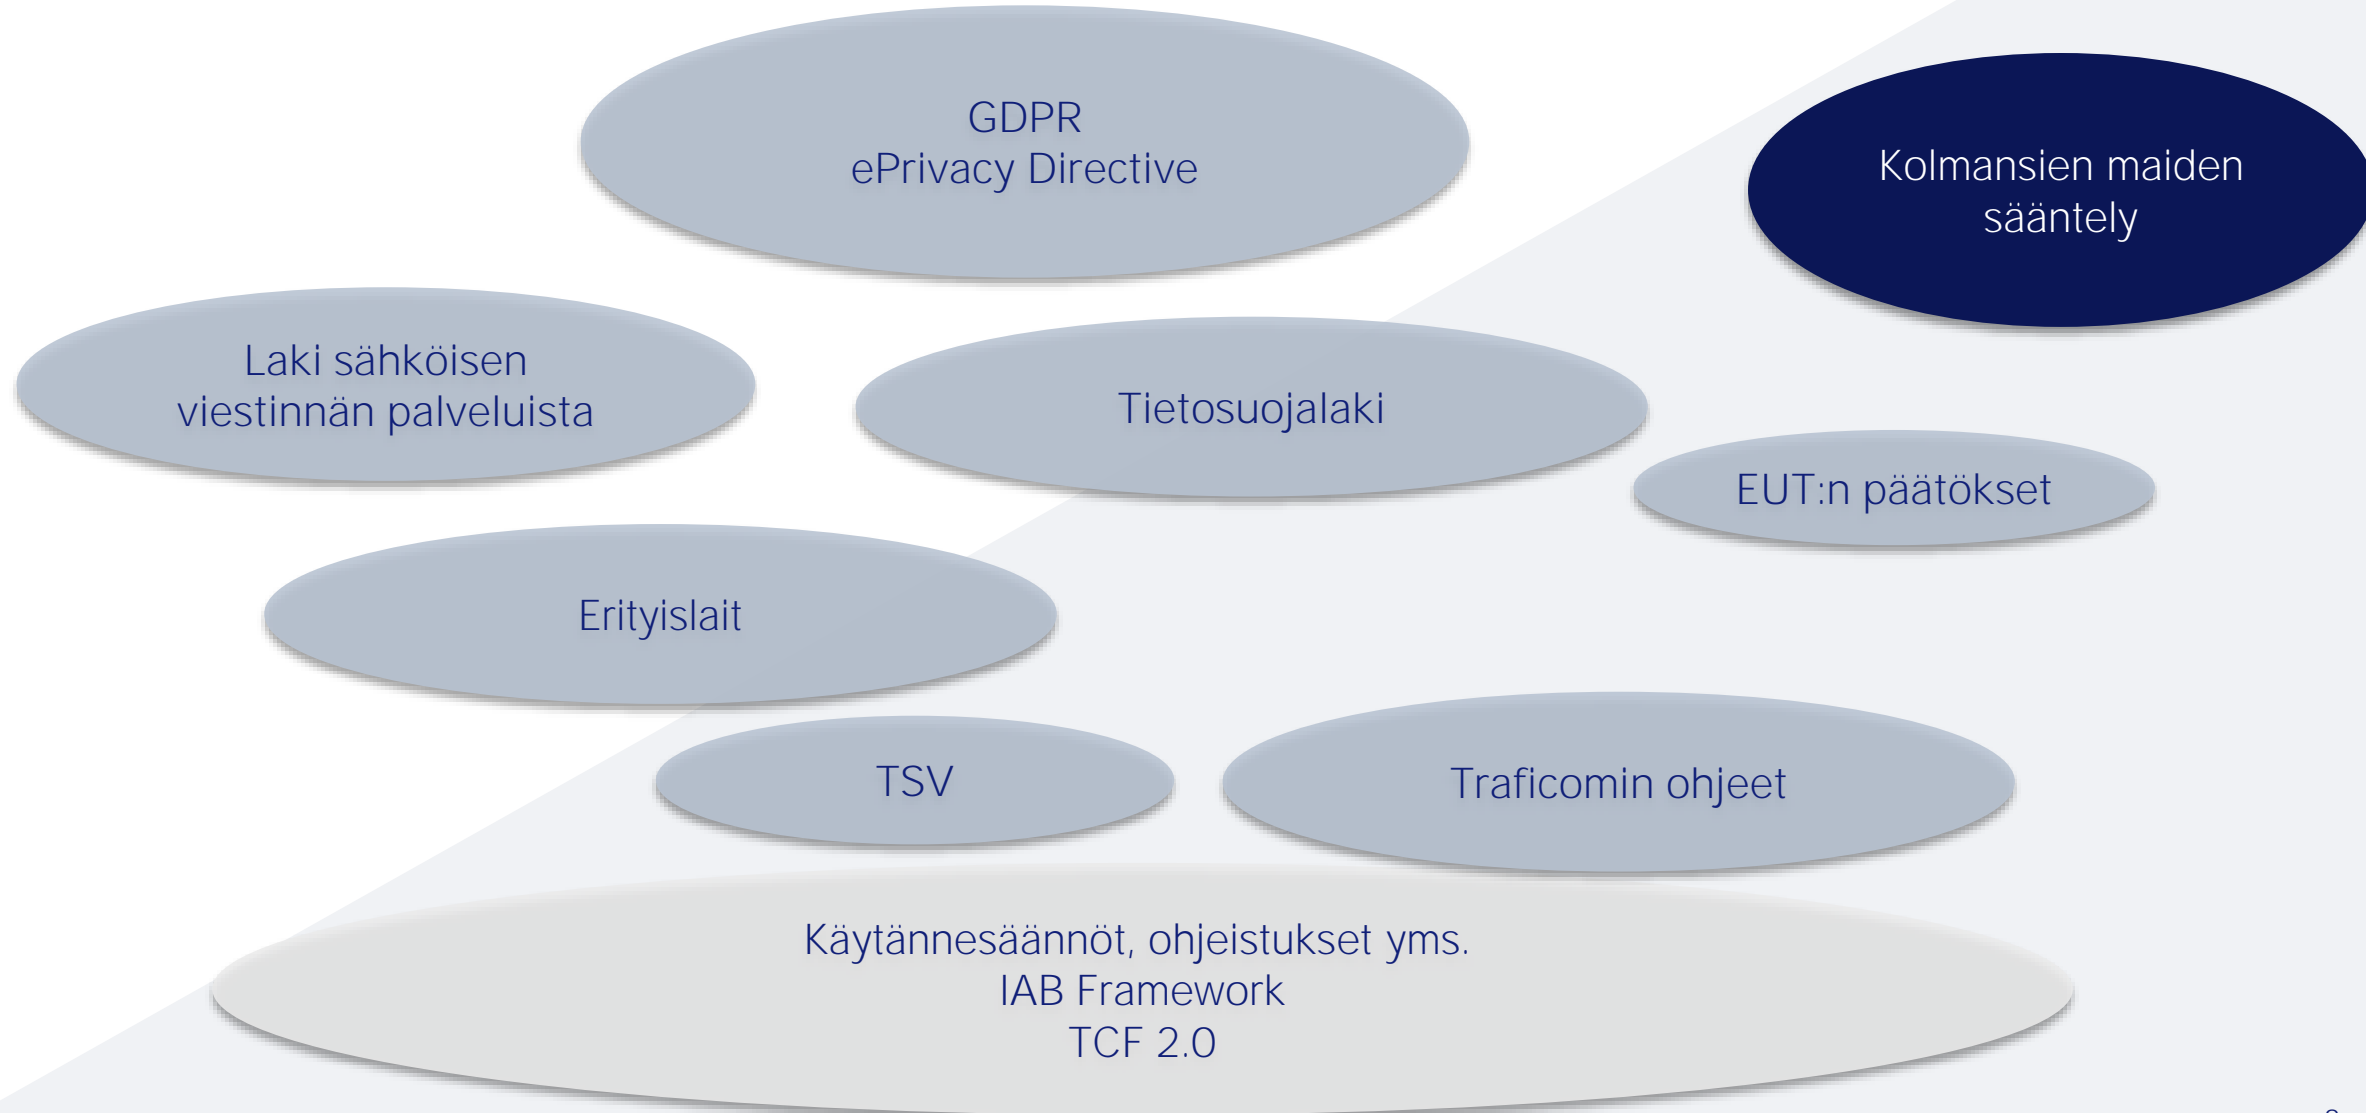 GDPR
ePrivacy Directive
Kolmansien maiden
sääntely
Laki sähköisen
viestinnän palveluista
Tietosuojalaki
EUT:n päätökset
Erityislait
TSV
Traficomin ohjeet
Käytännesäännöt, ohjeistukset yms.
IAB Framework
TCF 2.0